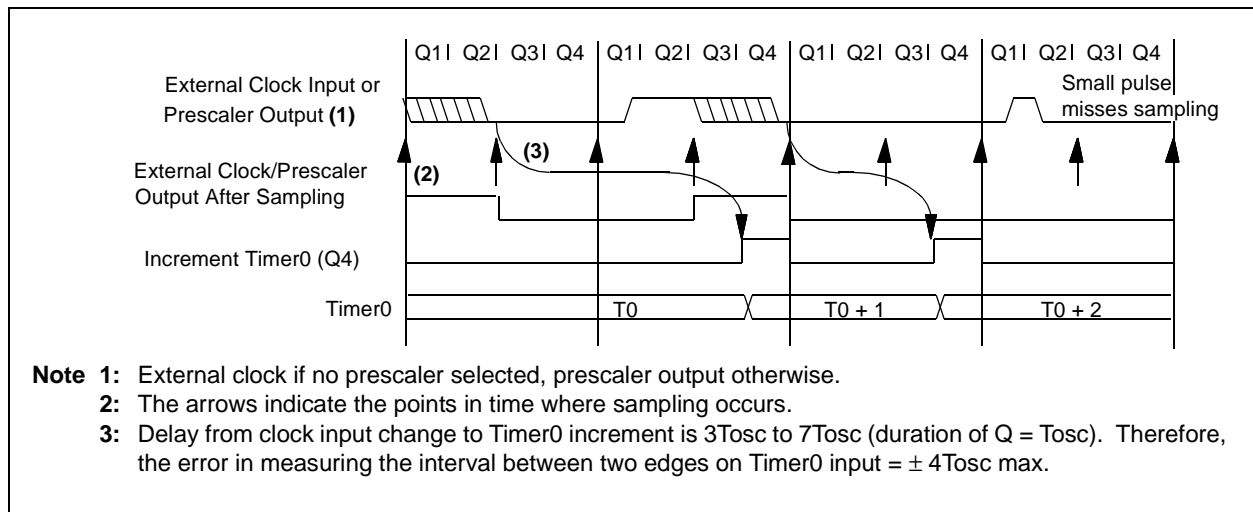 Q1| Q2| Q3| Q4 Q1| Q2| Q3| Q4 Q1| Q2| Q3| Q4 Q1| Q2| Q3| Q4
External Clock Input or
Prescaler Output (1)
Small pulse
misses sampling
(3)
External Clock/Prescaler
Output After Sampling
(2)
Increment Timer0 (Q4)
Timer0
T0 T0 + 1 T0 + 2
Note 1: External clock if no prescaler selected, prescaler output otherwise.
2: The arrows indicate the points in time where sampling occurs.
3: Delay from clock input change to Timer0 increment is 3Tosc to 7Tosc (duration of Q = Tosc). Therefore,
the error in measuring the interval between two edges on Timer0 input = ± 4Tosc max.